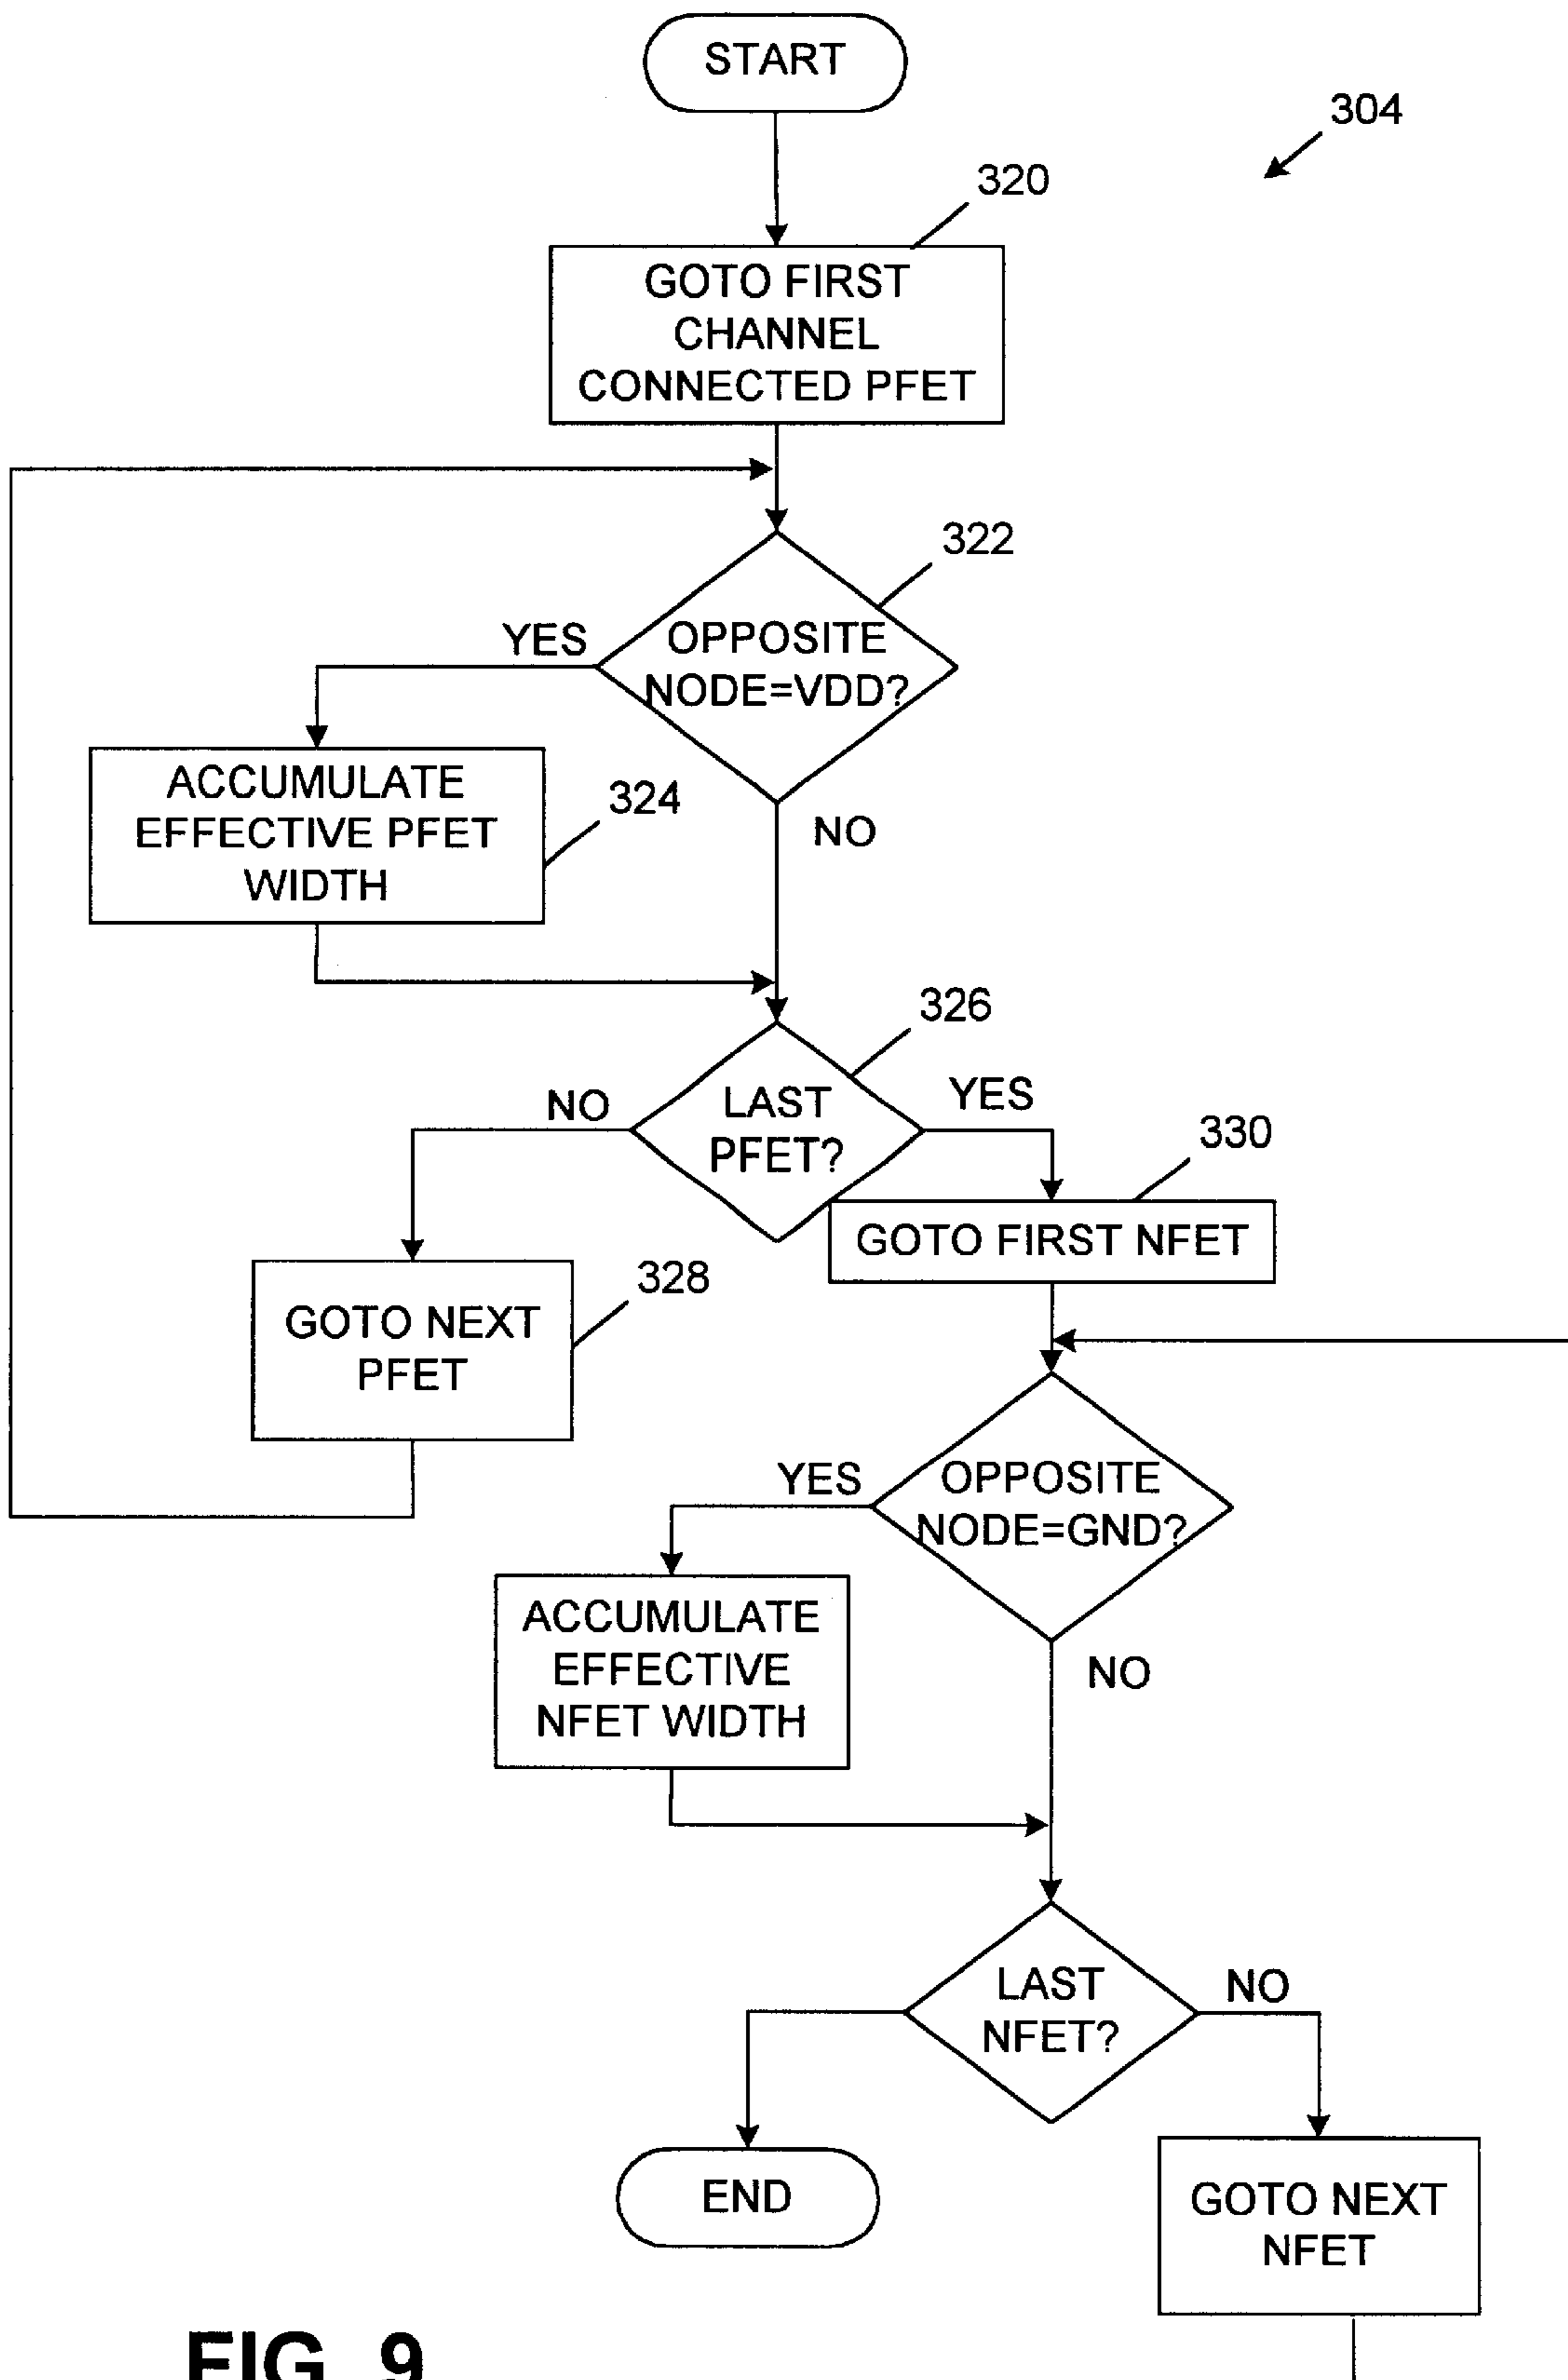 START
304
320
GOTO FIRST
CHANNEL
CONNECTED PFET
322
YES
OPPOSITE
NODE=VDD?
ACCUMULATE
EFFECTIVE PFET
WIDTH
324
NO
326
NO
LAST
PFET?
YES
330
GOTO FIRST NFET
GOTO NEXT
PFET
328
YES
OPPOSITE
NODE=GND?
ACCUMULATE
EFFECTIVE
NFET WIDTH
NO
LAST
NFET?
NO
END
GOTO NEXT
NFET
FIG. 9